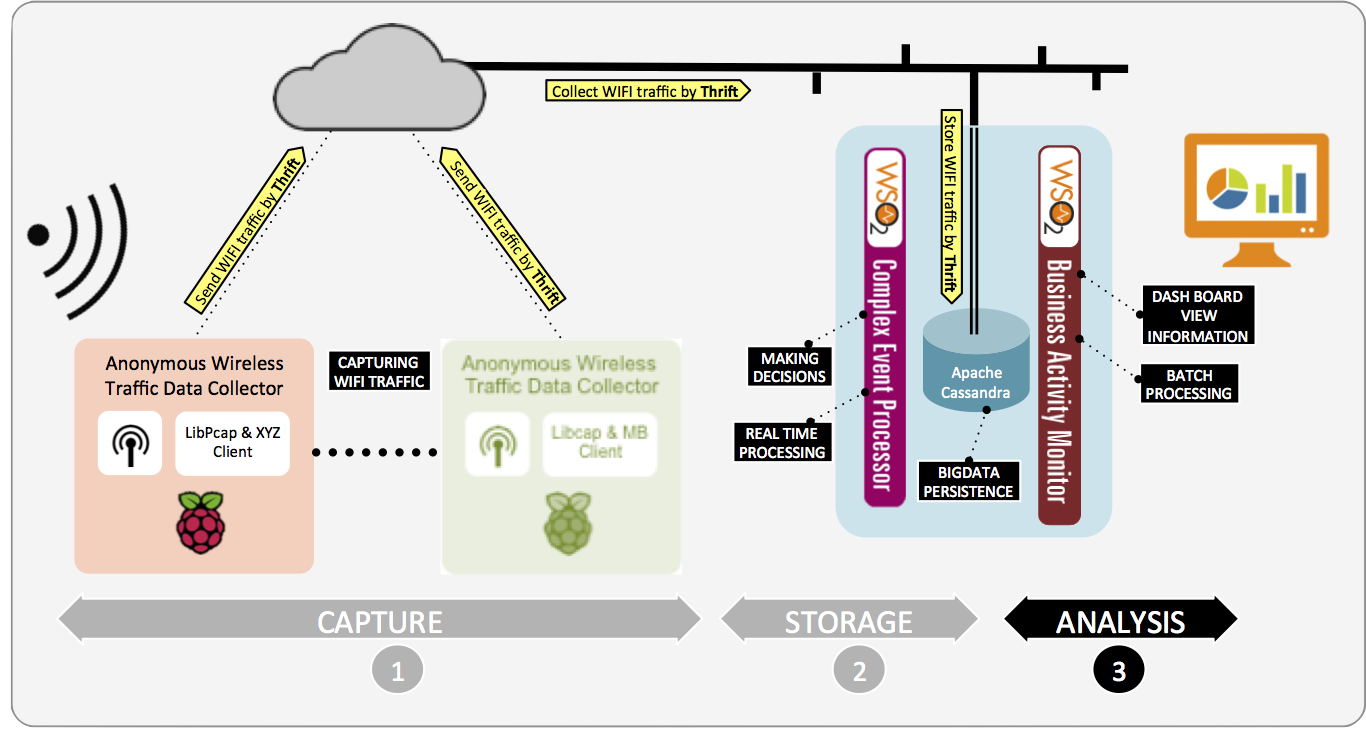 Collect WIFI traffic by Thrift
Send WIFI traffic by Thrift
Send WIFI traffic by Thrift
Store WIFI traffic by Thrift
WSO2
Complex Event Processor
WSO2
Business Activity Monitor
DASH BOARD
VIEW
INFORMATION
BATCH
PROCESSING
MAKING
DECISIONS
REAL TIME
PROCESSING
Apache
Cassandra
BIGDATA
PERSISTENCE
Anonymous Wireless
Traffic Data Collector
LibPcap & XYZ
Client
CAPTURING
WIFI TRAFFIC
Anonymous Wireless
Traffic Data Collector
Libcap & MB
Client
CAPTURE
STORAGE
ANALYSIS
1
2
3